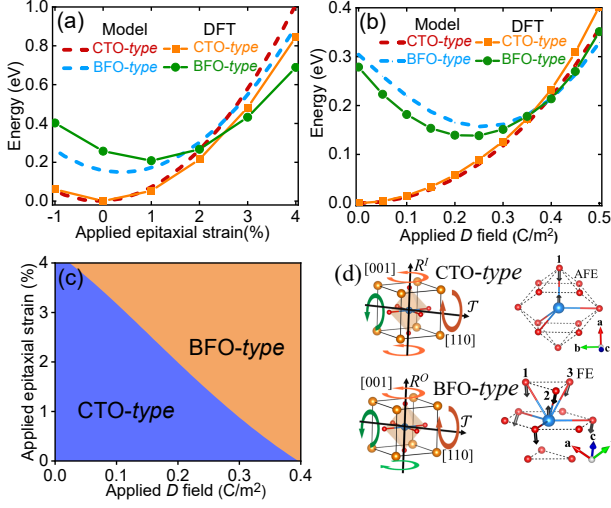 (a)
Model DFT
CTO-type CTO-type
BFO-type BFO-type
Energy (eV)
1.0
0.8
0.6
0.4
0.2
0.0
-1 0 1 2 3 4
Applied epitaxial strain(%)
(b)
Model DFT
CTO-type CTO-type
BFO-type BFO-type
Energy (eV)
0.4
0.3
0.2
0.1
0.0
0.0 0.1 0.2 0.3 0.4 0.5
Applied D field (C/m²)
(c)
BFO-type
CTO-type
Applied epitaxial strain (%)
4
3
2
1
0
0.0 0.1 0.2 0.3 0.4
Applied D field (C/m²)
(d)
[001]
R^I
CTO-type
𝒯
[110]
1
AFE
a
b
c
[001]
R^O
BFO-type
𝒯
[110]
1
3
FE
2
c
a